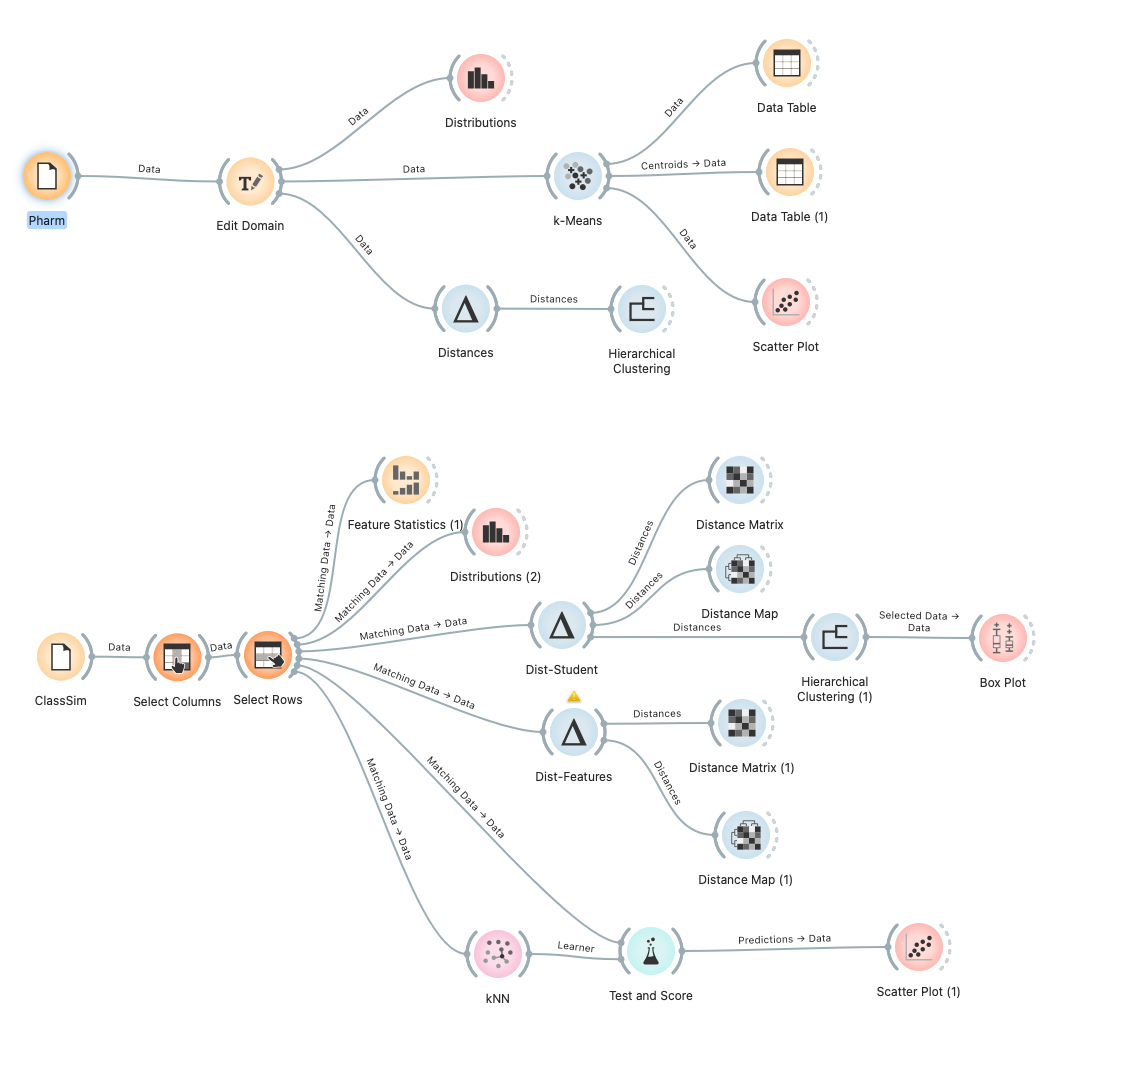 Data Table
Data
Distributions
Data
Data
Data
Centroids → Data
Pharm
Edit Domain
k-Means
Data Table (1)
Data
Data
Distances
Distances
Hierarchical
Clustering
Scatter Plot
Matching Data → Data
Feature Statistics (1)
Matching Data → Data
Distributions (2)
Distances
Distance Matrix
Distances
Distance Map
Data
Data
Matching Data → Data
Distances
Selected Data →
Data
ClassSim
Select Columns
Select Rows
Dist-Student
Hierarchical
Clustering (1)
Box Plot
Matching Data → Data
Distances
Dist-Features
Distance Matrix (1)
Distances
Matching Data → Data
Matching Data → Data
Distance Map (1)
Learner
Predictions → Data
kNN
Test and Score
Scatter Plot (1)